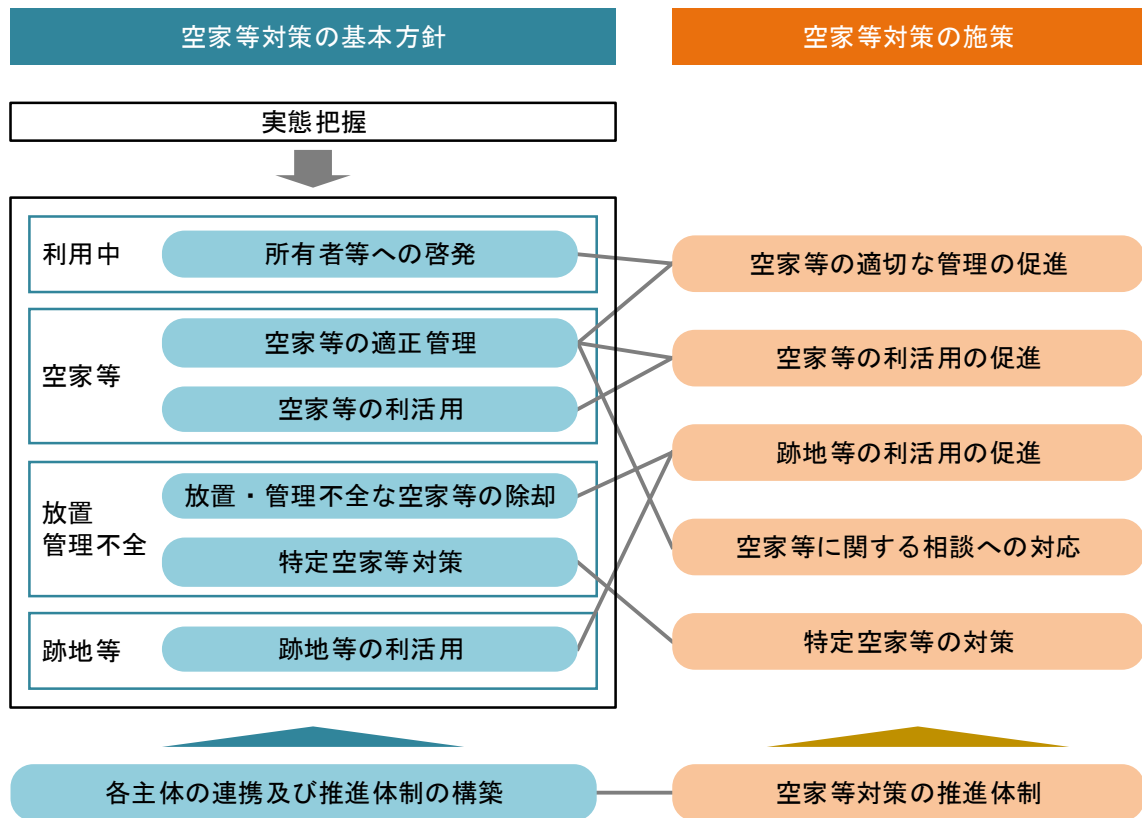 空家等対策の基本方針
空家等対策の施策
実態把握
利用中
所有者等への啓発
空家等
空家等の適正管理
空家等の利活用
放置
管理不全
放置・管理不全な空家等の除却
特定空家等対策
跡地等
跡地等の利活用
空家等の適切な管理の促進
空家等の利活用の促進
跡地等の利活用の促進
空家等に関する相談への対応
特定空家等の対策
各主体の連携及び推進体制の構築
空家等対策の推進体制